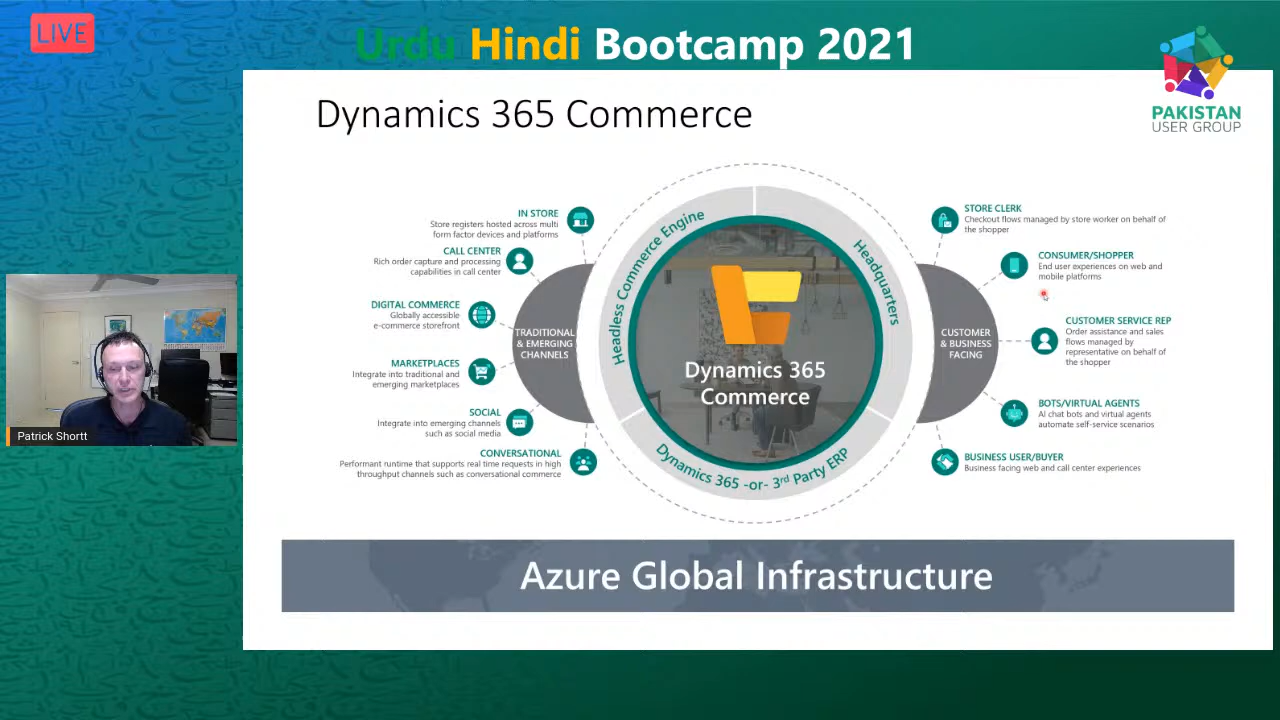 LIVE
Urdu Hindi Bootcamp 2021
PAKISTAN
USER GROUP
Dynamics 365 Commerce
IN STORE
Store registers hosted across multi
form factor devices and platforms
CALL CENTER
Rich order capture and processing
capabilities in call center
DIGITAL COMMERCE
Globally accessible
e-commerce storefront
MARKETPLACES
Integrate into traditional and
emerging marketplaces
SOCIAL
Integrate into emerging channels
such as social media
CONVERSATIONAL
Performant runtime that supports real time requests in high
throughput channels such as conversational commerce
TRADITIONAL
& EMERGING
CHANNELS
Headless Commerce Engine
Headquarters
Dynamics 365 -or- 3rd Party ERP
Dynamics 365
Commerce
CUSTOMER
& BUSINESS
FACING
STORE CLERK
Checkout flows managed by store worker on behalf of
the shopper
CONSUMER/SHOPPER
End user experiences on web and
mobile platforms
CUSTOMER SERVICE REP
Order assistance and sales
flows managed by
representative on behalf of
the shopper
BOTS/VIRTUAL AGENTS
AI chat bots and virtual agents
automate self-service scenarios
BUSINESS USER/BUYER
Business facing web and call center experiences
Azure Global Infrastructure
Patrick Shortt